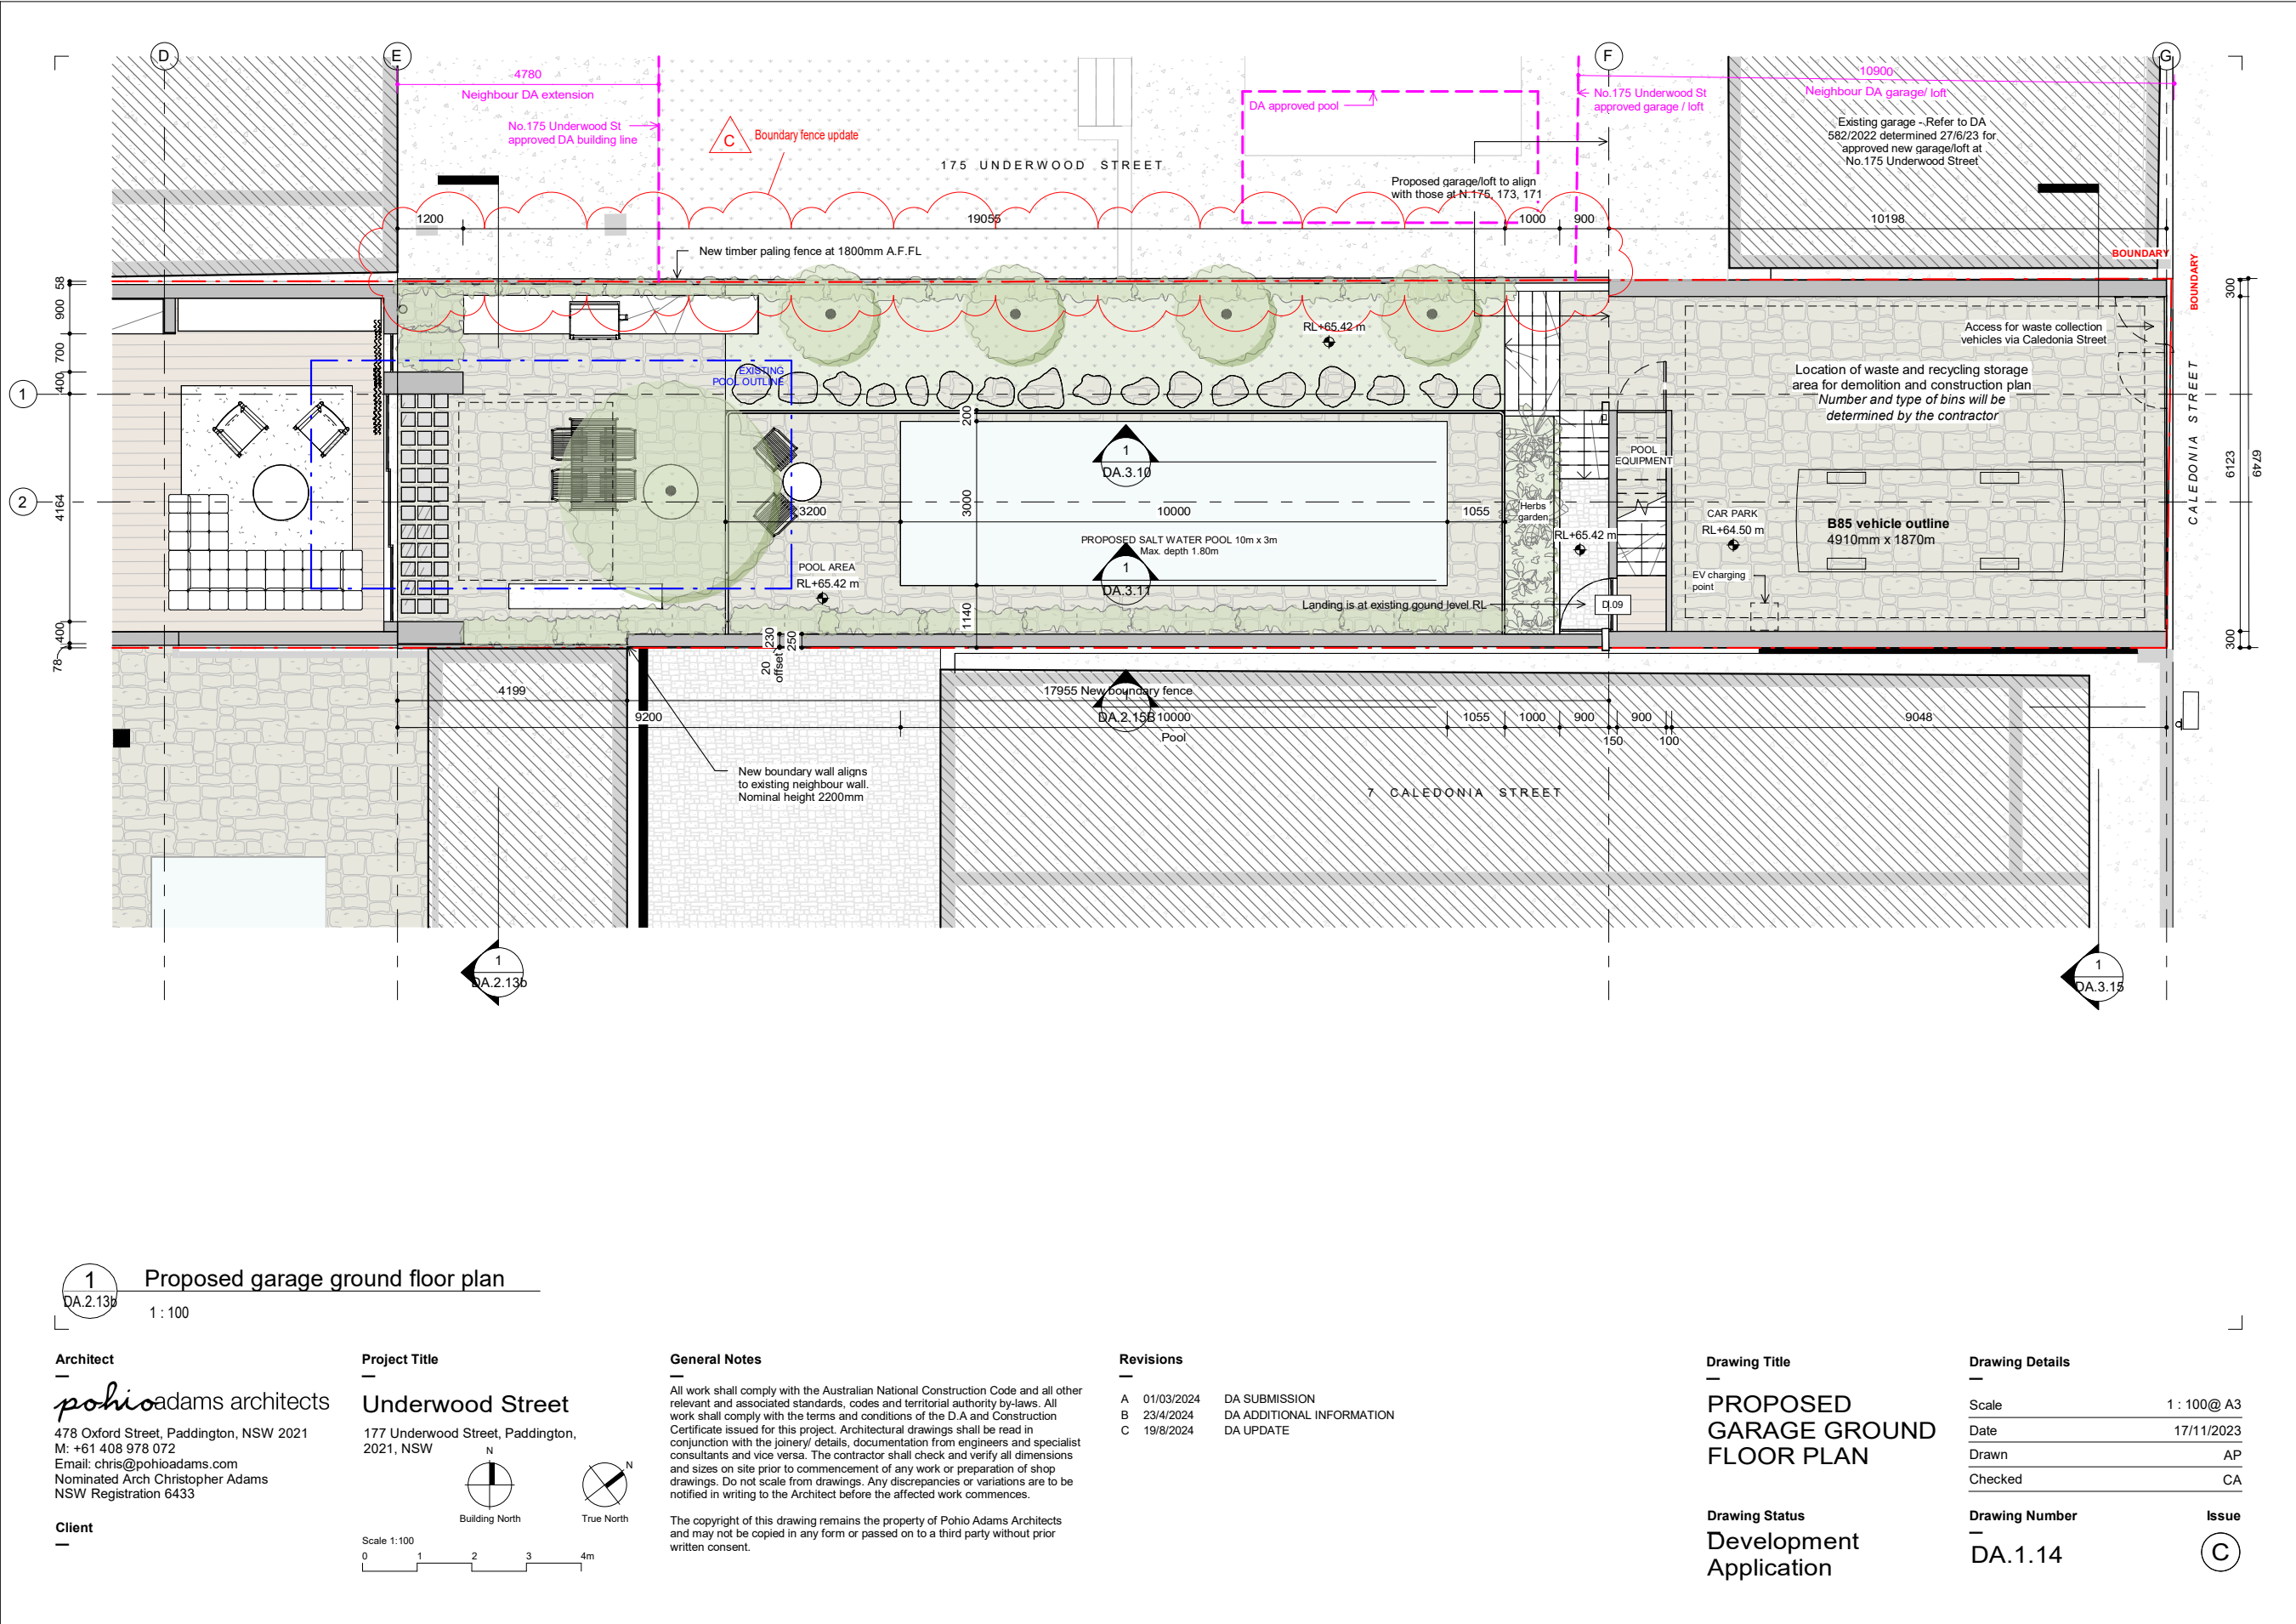 D
E
F
G
4780
Neighbour DA extension
No.175 Underwood St
approved DA building line
C
Boundary fence update
175 UNDERWOOD STREET
DA approved pool
No.175 Underwood St
approved garage / loft
10900
Neighbour DA garage/ loft
Existing garage - Refer to DA
582/2022 determined 27/6/23 for
approved new garage/loft at
No.175 Underwood Street
Proposed garage/loft to align
with those at N.175, 173, 171
1200
19055
1000
900
10198
New timber paling fence at 1800mm A.F.FL
BOUNDARY
BOUNDARY
58
900
700
400
4164
400
78
1
2
EXISTING
POOL OUTLINE
RL+65.42 m
Access for waste collection
vehicles via Caledonia Street
Location of waste and recycling storage
area for demolition and construction plan
Number and type of bins will be
determined by the contractor
300
6123
6749
300
CALEDONIA STREET
200
3000
1140
1
DA.3.10
3200
10000
1055
PROPOSED SALT WATER POOL 10m x 3m
Max. depth 1.80m
1
DA.3.11
POOL AREA
RL+65.42 m
Herbs
garden
RL+65.42 m
POOL
EQUIPMENT
CAR PARK
RL+64.50 m
B85 vehicle outline
4910mm x 1870m
EV charging
point
Landing is at existing gound level RL
D.09
230
250
20
offset
4199
17955 New boundary fence
1
DA.2.15B
9200
10000
Pool
1055
1000
900
150
900
100
9048
New boundary wall aligns
to existing neighbour wall.
Nominal height 2200mm
7 CALEDONIA STREET
1
DA.2.13b
1
DA.3.15
1
DA.2.13b
Proposed garage ground floor plan
1 : 100
Architect
pohioadams architects
478 Oxford Street, Paddington, NSW 2021
M: +61 408 978 072
Email: chris@pohioadams.com
Nominated Arch Christopher Adams
NSW Registration 6433
Client
Project Title
Underwood Street
177 Underwood Street, Paddington,
2021, NSW
N
Building North
N
True North
Scale 1:100
0 1 2 3 4m
General Notes
All work shall comply with the Australian National Construction Code and all other
relevant and associated standards, codes and territorial authority by-laws. All
work shall comply with the terms and conditions of the D.A and Construction
Certificate issued for this project. Architectural drawings shall be read in
conjunction with the joinery/ details, documentation from engineers and specialist
consultants and vice versa. The contractor shall check and verify all dimensions
and sizes on site prior to commencement of any work or preparation of shop
drawings. Do not scale from drawings. Any discrepancies or variations are to be
notified in writing to the Architect before the affected work commences.
The copyright of this drawing remains the property of Pohio Adams Architects
and may not be copied in any form or passed on to a third party without prior
written consent.
Revisions
A 01/03/2024 DA SUBMISSION
B 23/4/2024 DA ADDITIONAL INFORMATION
C 19/8/2024 DA UPDATE
Drawing Title
PROPOSED
GARAGE GROUND
FLOOR PLAN
Drawing Status
Development
Application
Drawing Details
Scale 1 : 100@ A3
Date 17/11/2023
Drawn AP
Checked CA
Drawing Number
DA.1.14
Issue
C